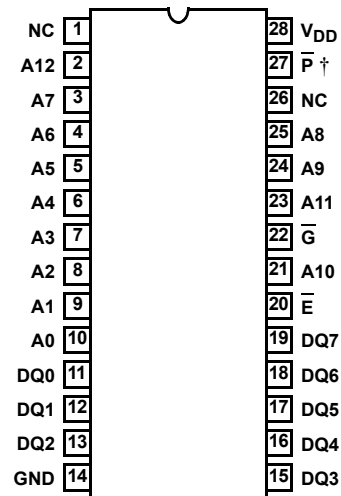 NC 1 28 V_DD
A12 2 27 P̅ †
A7 3 26 NC
A6 4 25 A8
A5 5 24 A9
A4 6 23 A11
A3 7 22 G̅
A2 8 21 A10
A1 9 20 E̅
A0 10 19 DQ7
DQ0 11 18 DQ6
DQ1 12 17 DQ5
DQ2 13 16 DQ4
GND 14 15 DQ3